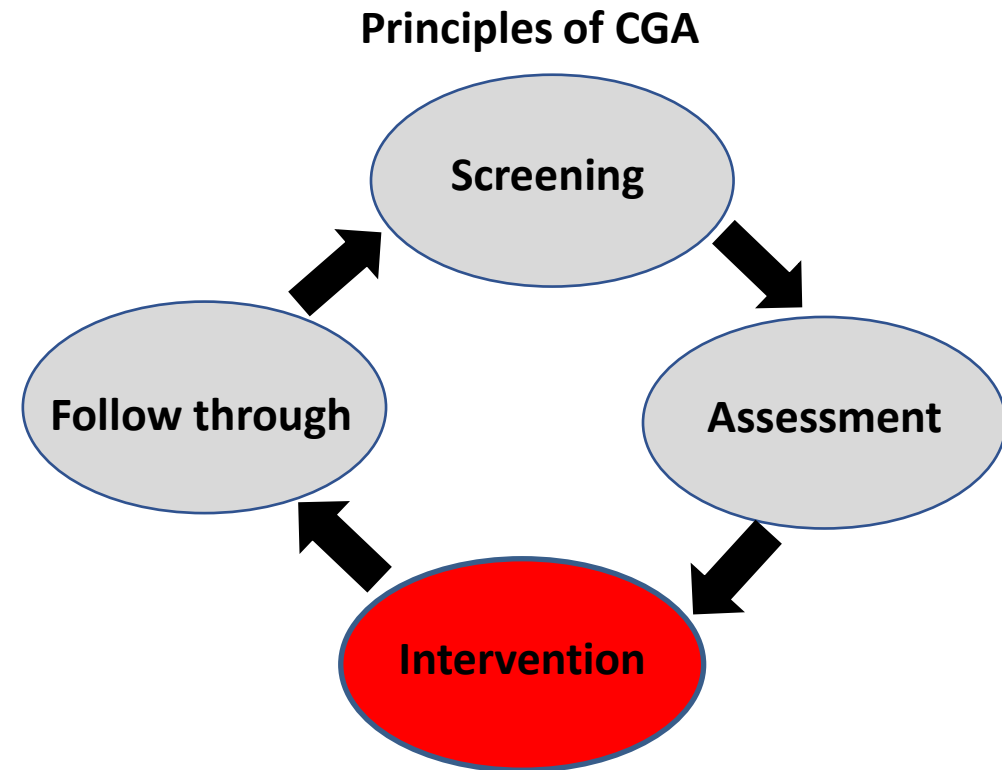 Principles of CGA
Screening
Assessment
Intervention
Follow through